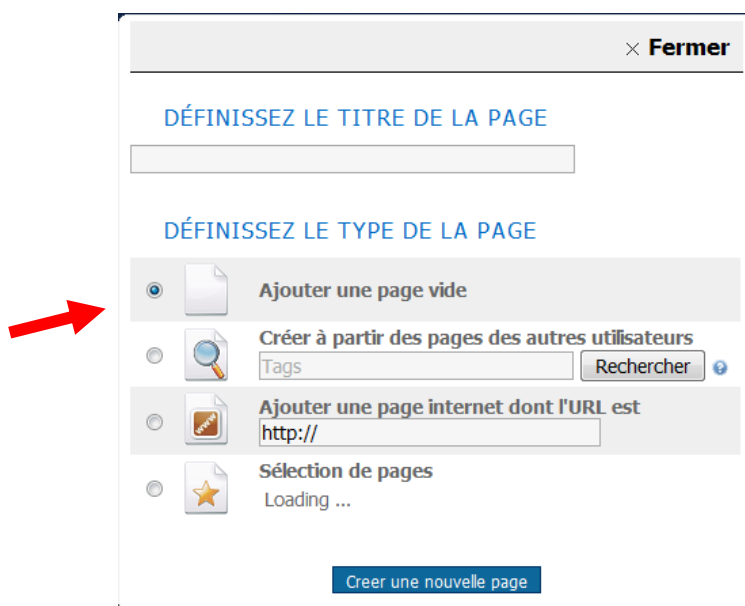 × Fermer
DÉFINISSEZ LE TITRE DE LA PAGE
DÉFINISSEZ LE TYPE DE LA PAGE
Ajouter une page vide
Créer à partir des pages des autres utilisateurs
Tags Rechercher ?
Ajouter une page internet dont l'URL est
www
http://
Sélection de pages
Loading ...
Creer une nouvelle page